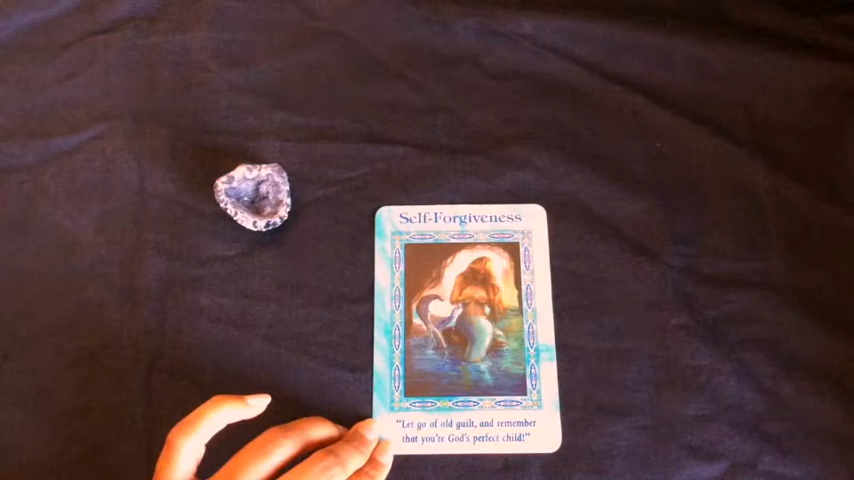 Self-Forgiveness
"Let go of old guilt, and remember
that you're God's perfect child!"